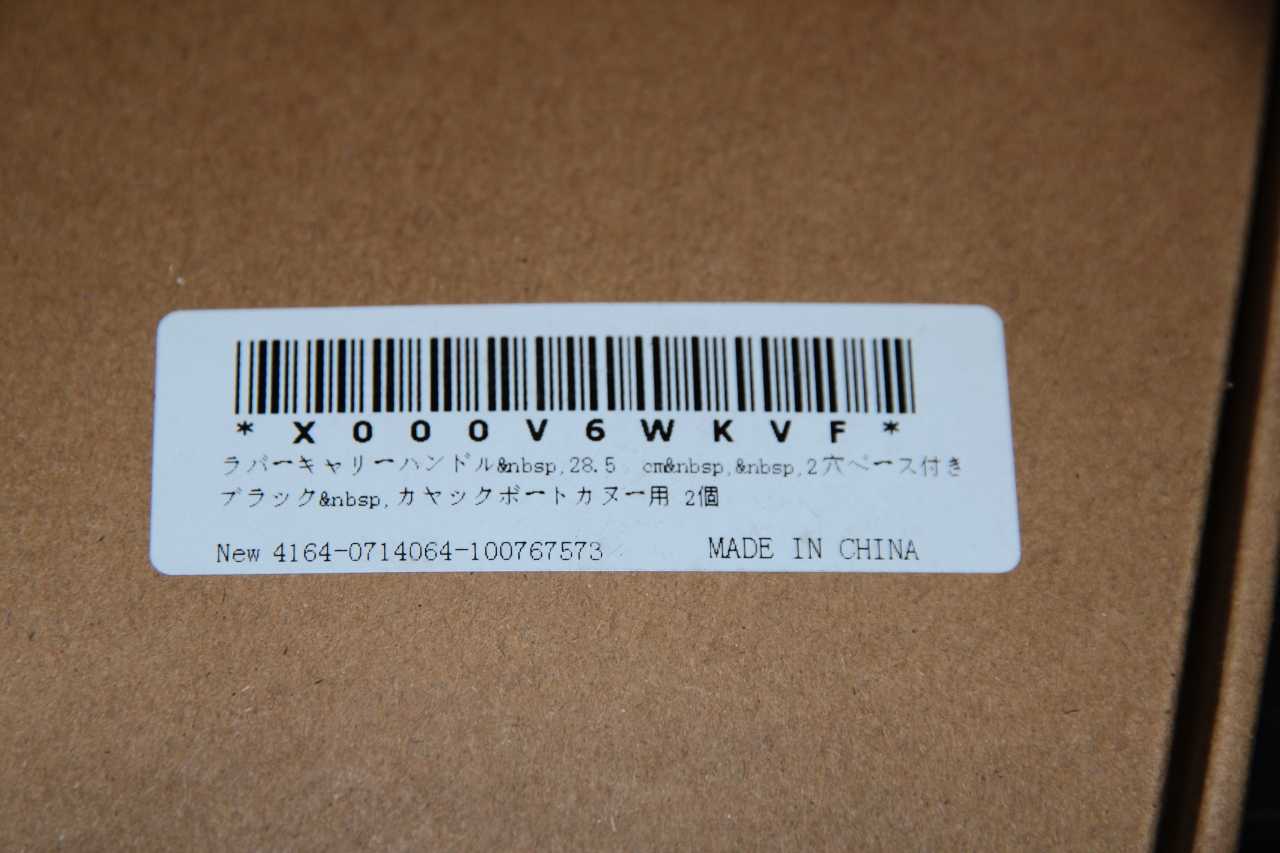 *X000V6WKVF*
ラバーキャリーハンドル&nbsp,28.5 cm&nbsp,&nbsp,2穴ベース付き
ブラック&nbsp,カヤックボートカヌー用 2個
New 4164-0714064-100767573 MADE IN CHINA